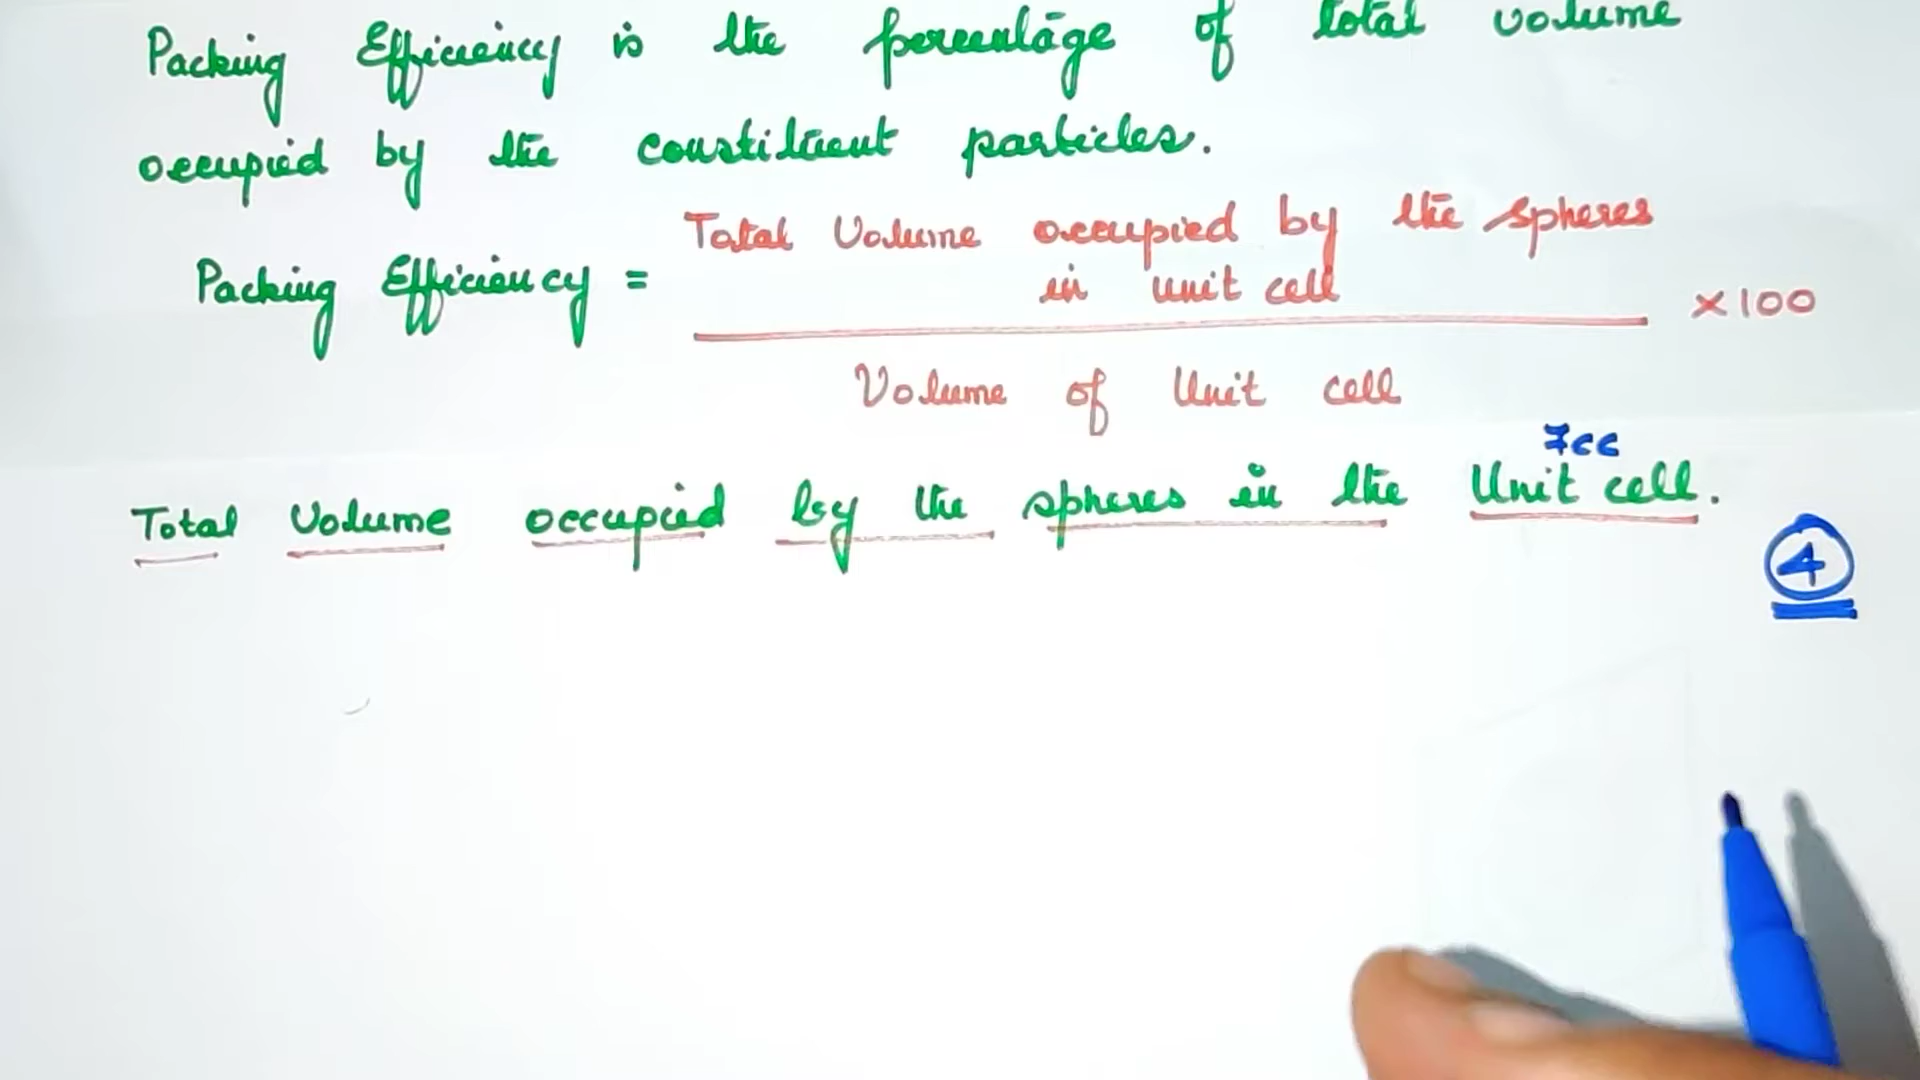 Packing Efficiency is the percentage of total volume
occupied by the constituent particles.
Packing Efficiency = Total Volume occupied by the spheres
in unit cell
x100
Volume of Unit cell
Fcc
Total Volume occupied by the spheres in the Unit cell.
4